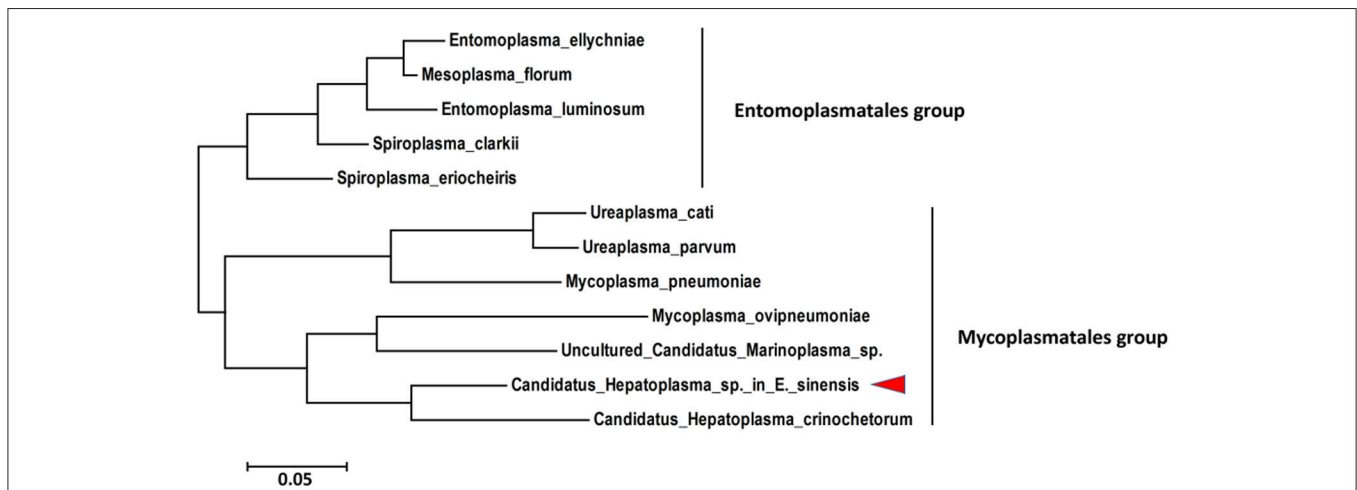 Entomoplasma_ellychniae
Mesoplasma_florum
Entomoplasma_luminosum
Entomoplasmatales group
Spiroplasma_clarkii
Spiroplasma_eriocheiris
Ureaplasma_cati
Ureaplasma_parvum
Mycoplasma_pneumoniae
Mycoplasma_ovipneumoniae
Mycoplasmatales group
Uncultured_Candidatus_Marinoplasma_sp.
Candidatus_Hepatoplasma_sp._in_E._sinensis
Candidatus_Hepatoplasma_crinochetorum
0.05